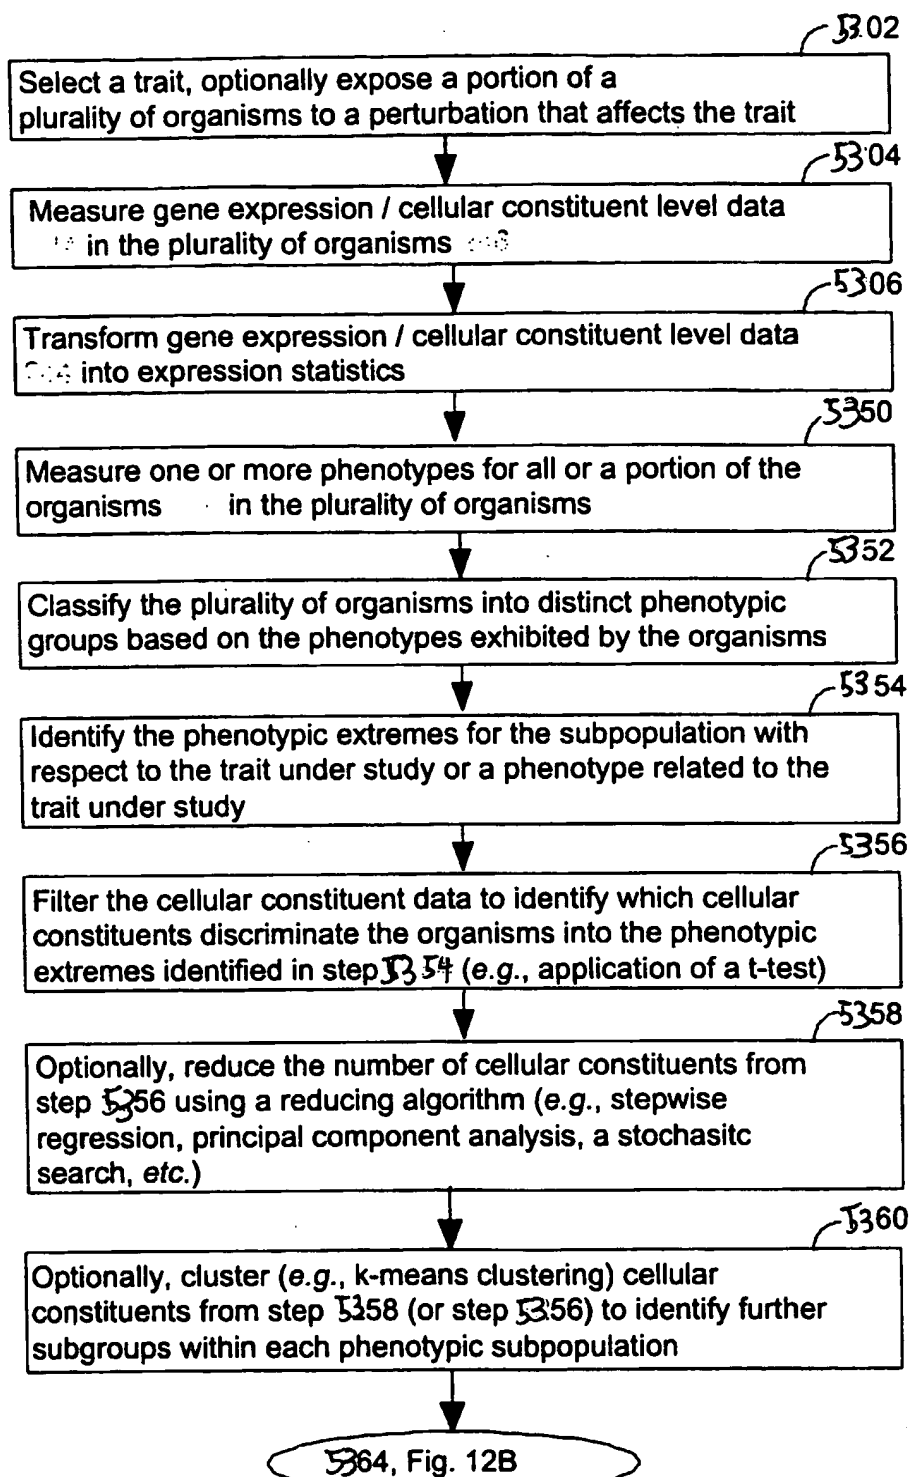 5302
Select a trait, optionally expose a portion of a
plurality of organisms to a perturbation that affects the trait
5304
Measure gene expression / cellular constituent level data
in the plurality of organisms
5306
Transform gene expression / cellular constituent level data
into expression statistics
5350
Measure one or more phenotypes for all or a portion of the
organisms in the plurality of organisms
5352
Classify the plurality of organisms into distinct phenotypic
groups based on the phenotypes exhibited by the organisms
5354
Identify the phenotypic extremes for the subpopulation with
respect to the trait under study or a phenotype related to the
trait under study
5356
Filter the cellular constituent data to identify which cellular
constituents discriminate the organisms into the phenotypic
extremes identified in step 5354 (e.g., application of a t-test)
5358
Optionally, reduce the number of cellular constituents from
step 5356 using a reducing algorithm (e.g., stepwise
regression, principal component analysis, a stochasitc
search, etc.)
5360
Optionally, cluster (e.g., k-means clustering) cellular
constituents from step 5358 (or step 5356) to identify further
subgroups within each phenotypic subpopulation
5364, Fig. 12B